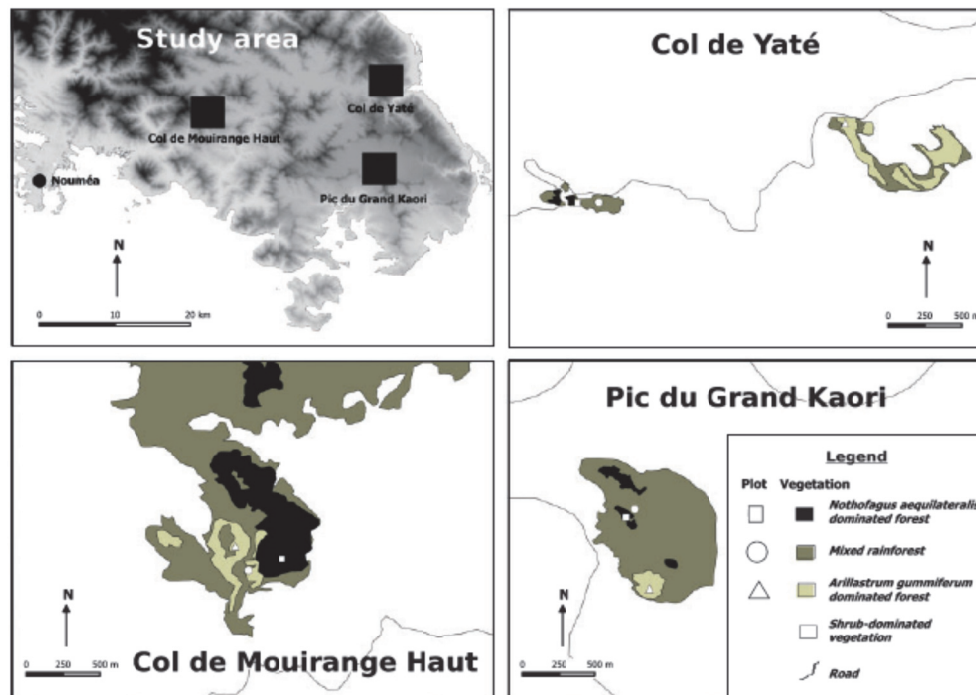 Study area
Col de Yaté
Col de Mouirange Haut
Pic du Grand Kaori
Nouméa
N
0 10 20 km
Col de Yaté
N
0 250 500 m
N
0 250 500 m
Col de Mouirange Haut
Pic du Grand Kaori
N
0 250 500 m
Legend
Plot Vegetation
Nothofagus aequilateralis
dominated forest
Mixed rainforest
Arillastrum gummiferum
dominated forest
Shrub-dominated
vegetation
Road